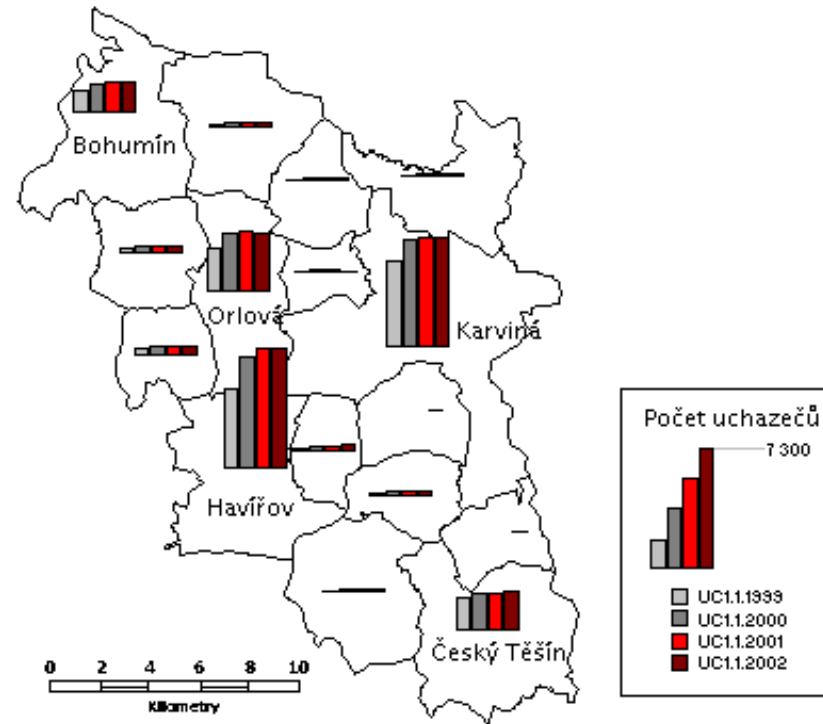 Bohumín
Orlová
Karviná
Havířov
Český Těšín
0 2 4 6 8 10
Kilometry
Počet uchazečů
7 300
UC1.1.1999
UC1.1.2000
UC1.1.2001
UC1.1.2002